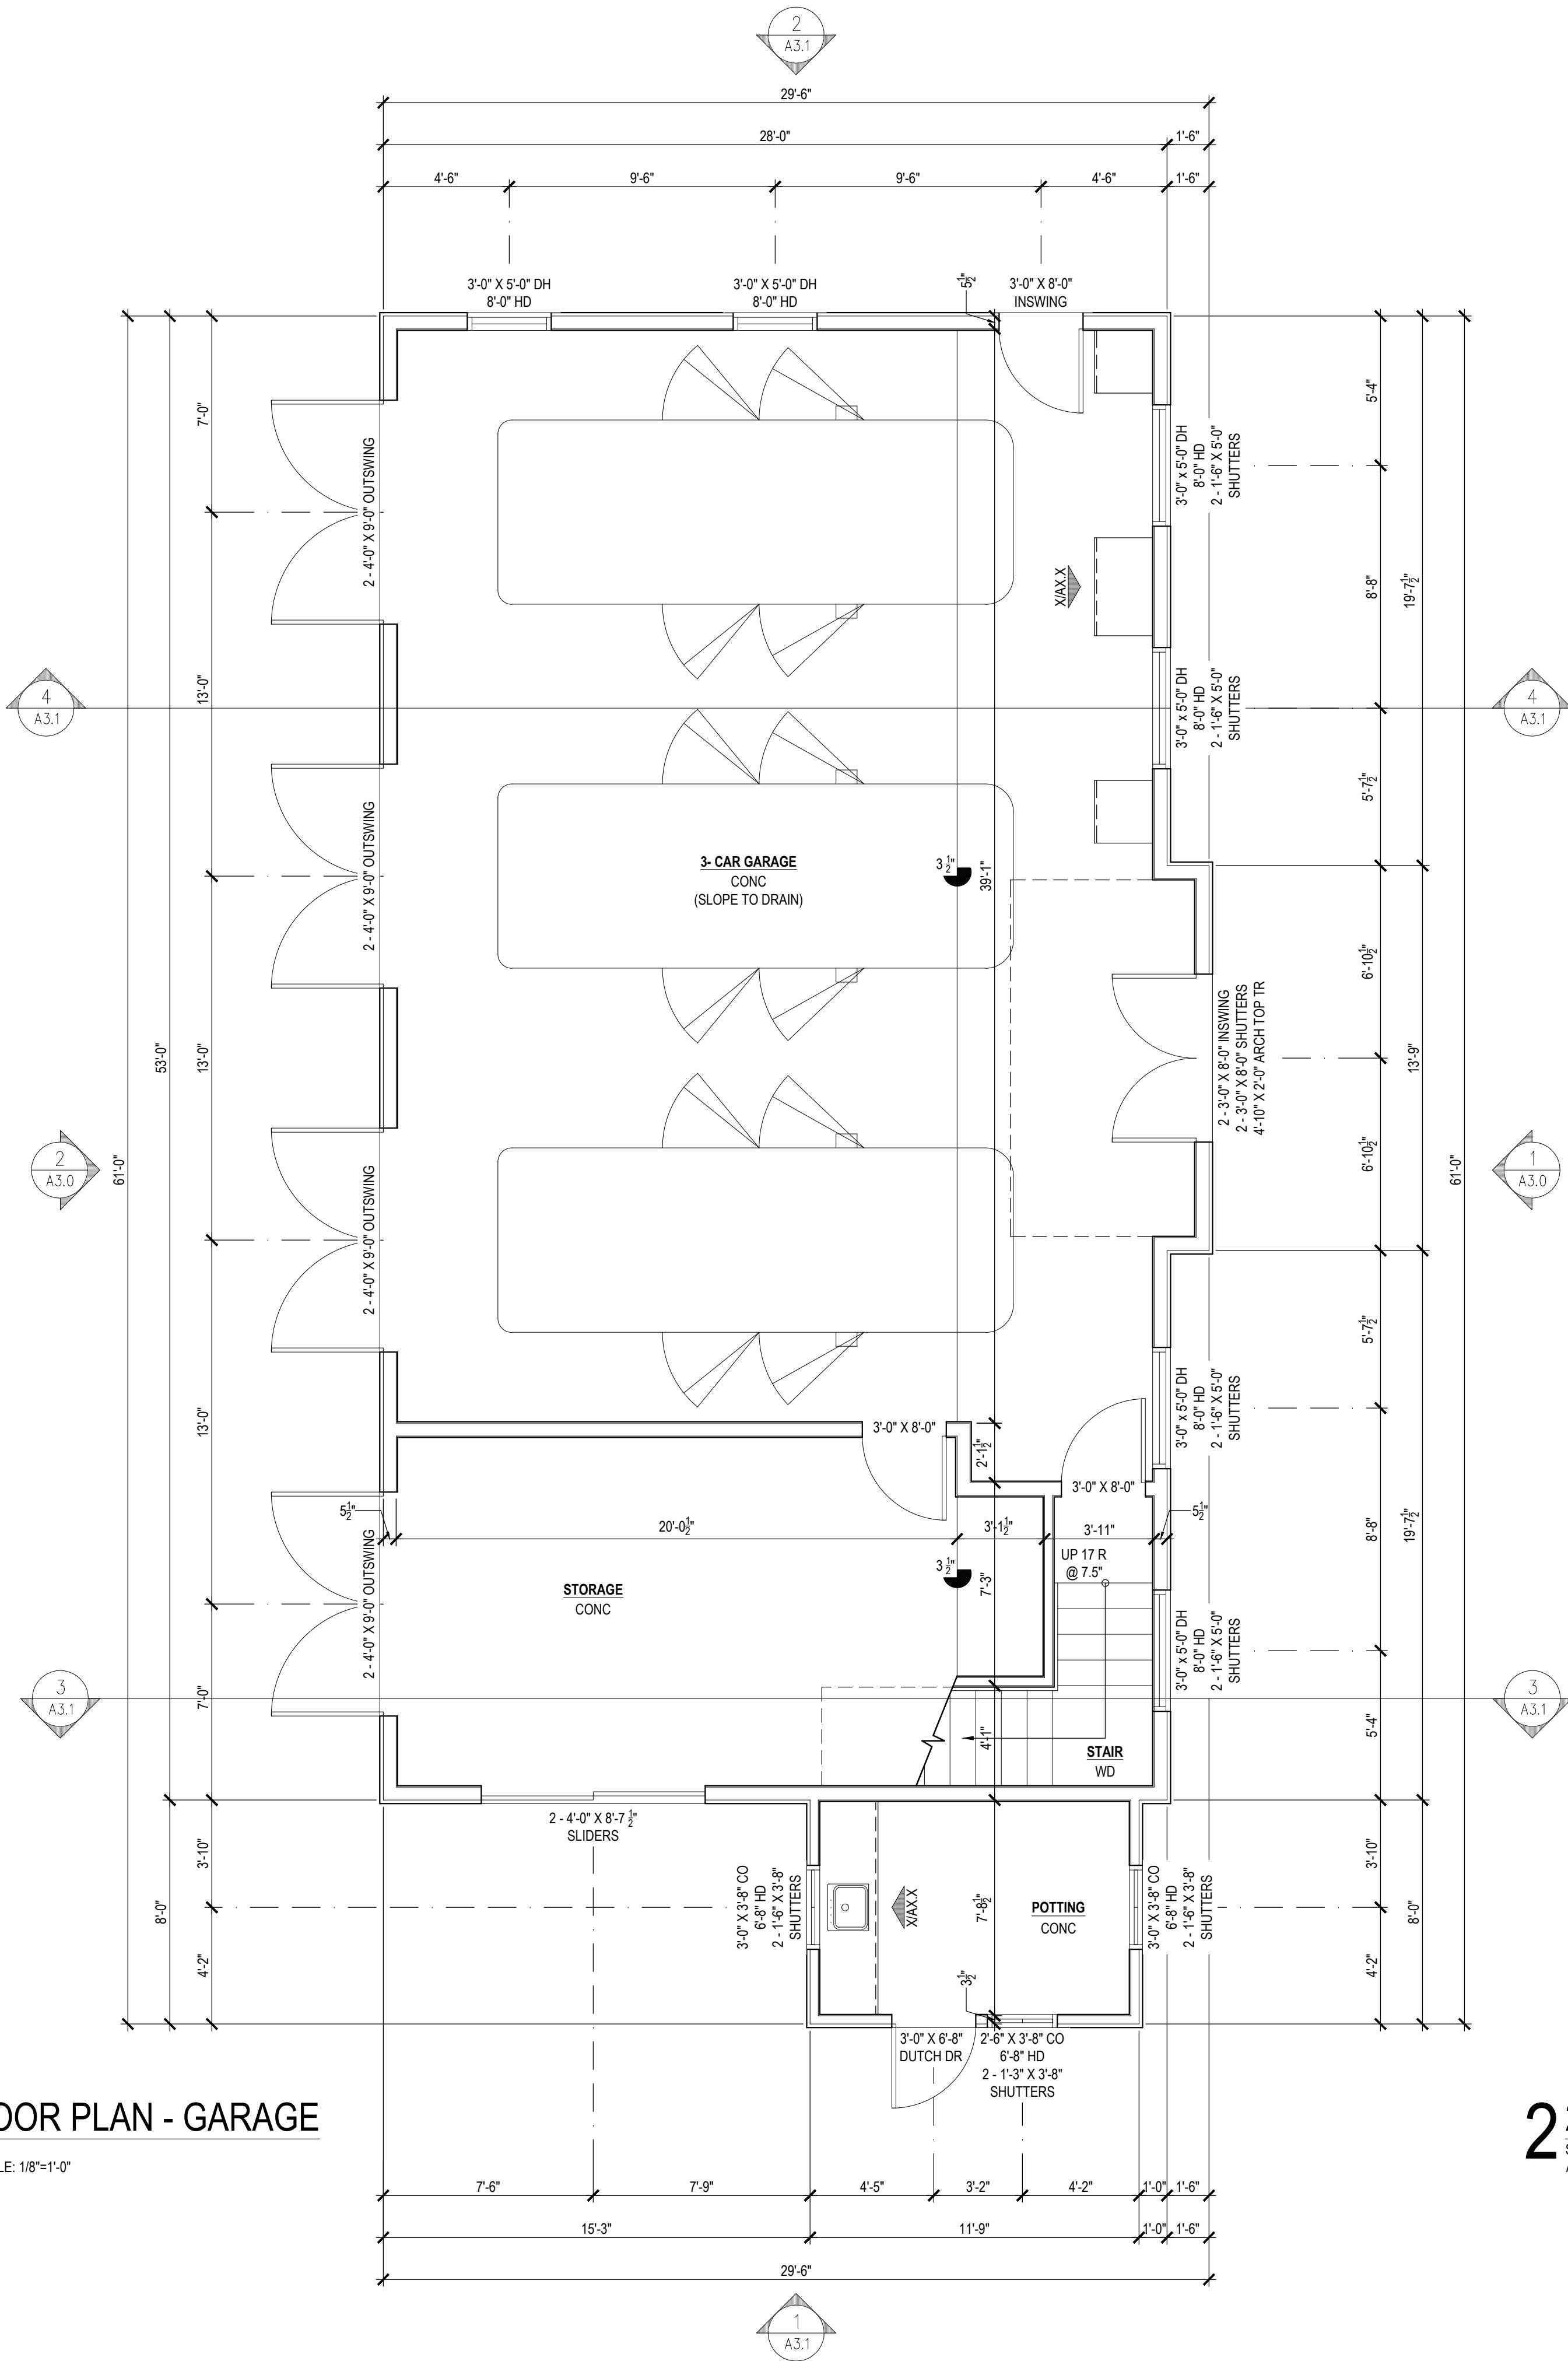 2
A3.1
29'-6"
28'-0"
1'-6"
4'-6"
9'-6"
9'-6"
4'-6"
1'-6"
3'-0" X 5'-0" DH
8'-0" HD
3'-0" X 5'-0" DH
8'-0" HD
5½"
3'-0" X 8'-0"
INSWING
7'-0"
2 - 4'-0" X 9'-0" OUTSWING
3'-0" x 5'-0" DH
8'-0" HD
2 - 1'-6" X 5'-0"
SHUTTERS
5'-4"
X/AX.X
8'-8"
19'-7½"
4
A3.1
13'-0"
3'-0" x 5'-0" DH
8'-0" HD
2 - 1'-6" X 5'-0"
SHUTTERS
4
A3.1
5'-7½"
2 - 4'-0" X 9'-0" OUTSWING
3- CAR GARAGE
CONC
(SLOPE TO DRAIN)
3 ½"
39'-1"
6'-10½"
61'-0"
53'-0"
13'-0"
2 - 3'-0" X 8'-0" INSWING
2 - 3'-0" X 8'-0" SHUTTERS
4'-10" X 2'-0" ARCH TOP TR
13'-9"
6'-10½"
61'-0"
2
A3.0
1
A3.0
2 - 4'-0" X 9'-0" OUTSWING
5'-7½"
13'-0"
3'-0" X 8'-0"
2'-1½"
3'-0" x 5'-0" DH
8'-0" HD
2 - 1'-6" X 5'-0"
SHUTTERS
3'-0" X 8'-0"
5½"
20'-0½"
3'-1½"
3'-11"
5½"
8'-8"
19'-7½"
UP 17 R
@ 7.5"
3 ½"
7'-3"
STORAGE
CONC
2 - 4'-0" X 9'-0" OUTSWING
3'-0" x 5'-0" DH
8'-0" HD
2 - 1'-6" X 5'-0"
SHUTTERS
3
A3.1
7'-0"
4'-1"
STAIR
WD
5'-4"
3
A3.1
2 - 4'-0" X 8'-7 ½"
SLIDERS
3'-10"
8'-0"
4'-2"
3'-0" X 3'-8" CO
6'-8" HD
2 - 1'-6" X 3'-8"
SHUTTERS
X/AX.X
7'-8½"
POTTING
CONC
3'-0" X 3'-8" CO
6'-8" HD
2 - 1'-6" X 3'-8"
SHUTTERS
3'-10"
8'-0"
4'-2"
3½"
3'-0" X 6'-8"
DUTCH DR
2'-6" X 3'-8" CO
6'-8" HD
2 - 1'-3" X 3'-8"
SHUTTERS
OOR PLAN - GARAGE
LE: 1/8"=1'-0"
2
7'-6"
7'-9"
4'-5"
3'-2"
4'-2"
1'-0"
1'-6"
15'-3"
11'-9"
1'-0"
1'-6"
29'-6"
1
A3.1